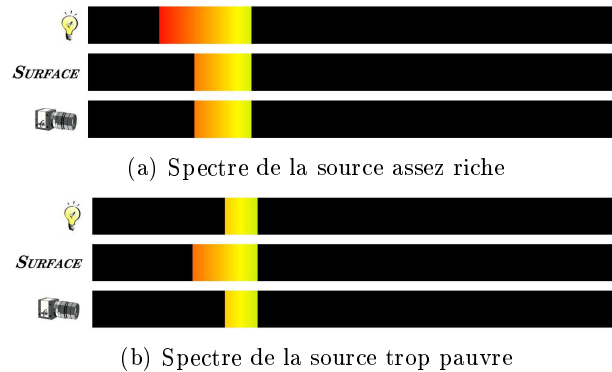 SURFACE
(a) Spectre de la source assez riche
SURFACE
(b) Spectre de la source trop pauvre